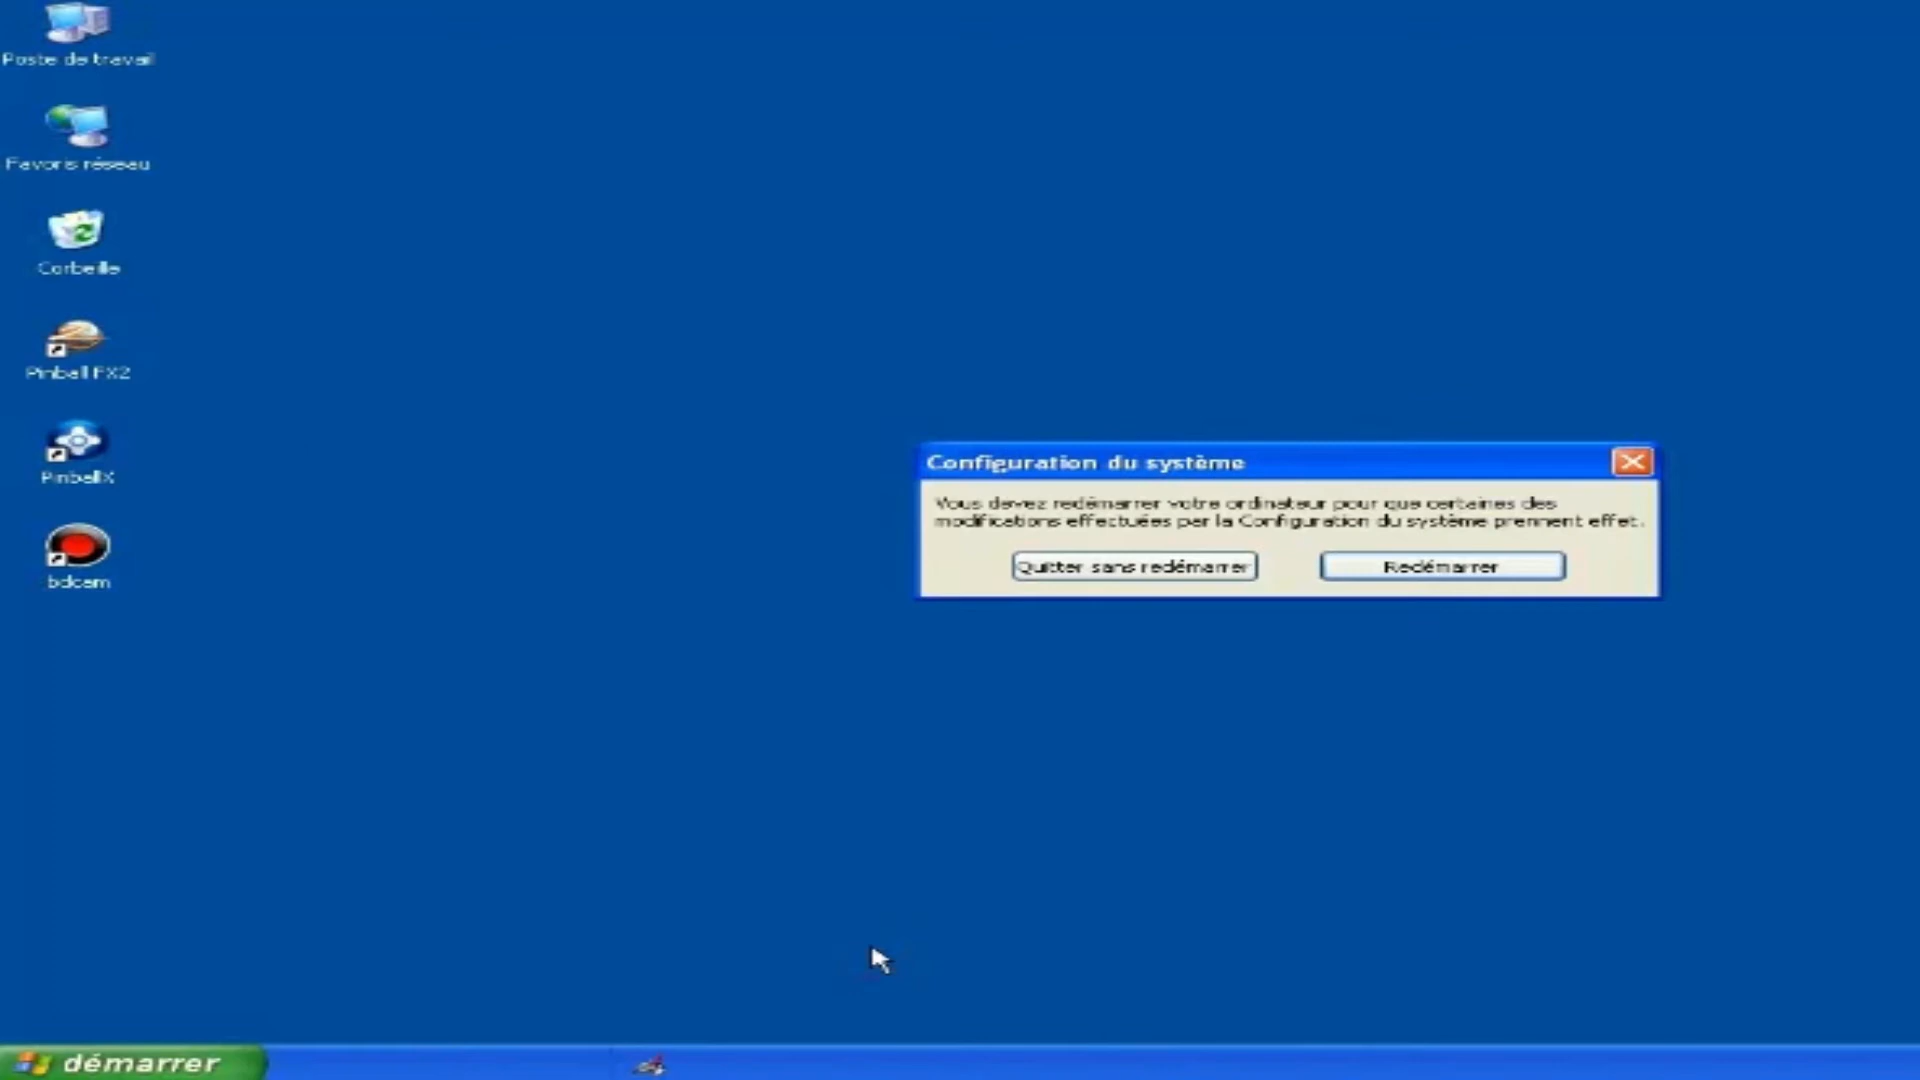 Poste de travail
Favoris réseau
Corbeille
Pinball FX2
PinballX
bdcam
Configuration du système
Vous devez redémarrer votre ordinateur pour que certaines des
modifications effectuées par la Configuration du système prennent effet.
Quitter sans redémarrer
Redémarrer
démarrer